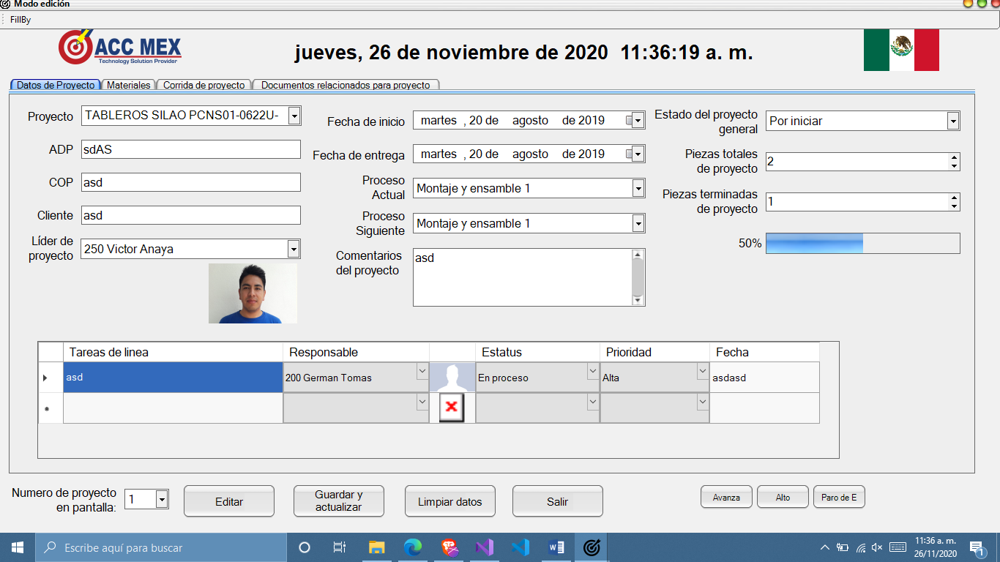 Modo edición
FillBy
ACC MEX
Technology Solution Provider
jueves, 26 de noviembre de 2020 11:36:19 a. m.
Datos de Proyecto
Materiales
Corrida de proyecto
Documentos relacionados para proyecto
Proyecto
TABLEROS SILAO PCNS01-0622U-
ADP
sdAS
COP
asd
Cliente
asd
Líder de
proyecto
250 Victor Anaya
Fecha de inicio
martes , 20 de agosto de 2019
Fecha de entrega
martes , 20 de agosto de 2019
Proceso
Actual
Montaje y ensamble 1
Proceso
Siguiente
Montaje y ensamble 1
Comentarios
del proyecto
asd
Estado del proyecto
general
Por iniciar
Piezas totales
de proyecto
2
Piezas terminadas
de proyecto
1
50%
Tareas de linea Responsable Estatus Prioridad Fecha
asd 200 German Tomas En proceso Alta asdasd
Numero de proyecto
en pantalla:
1
Editar
Guardar y
actualizar
Limpiar datos
Salir
Avanza
Alto
Paro de E
Escribe aquí para buscar
11:36 a. m.
26/11/2020
1